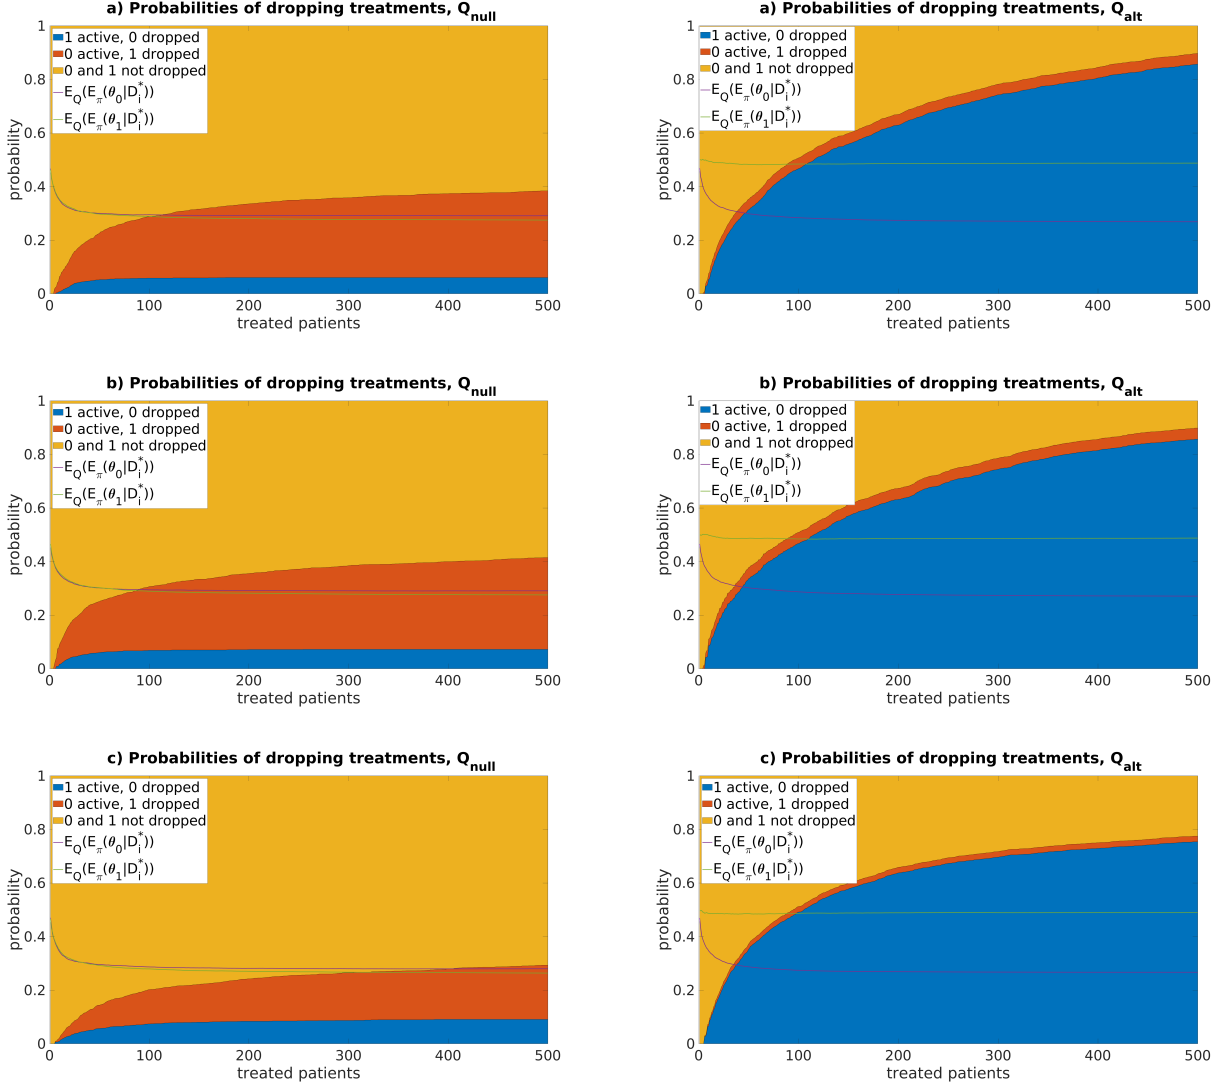 a) Probabilities of dropping treatments, Q_null
1
0.8
0.6
0.4
0.2
0
probability
1 active, 0 dropped
0 active, 1 dropped
0 and 1 not dropped
E_Q(E_π(θ_0|D_i^*))
E_Q(E_π(θ_1|D_i^*))
0 100 200 300 400 500
treated patients
a) Probabilities of dropping treatments, Q_alt
1
0.8
0.6
0.4
0.2
0
probability
1 active, 0 dropped
0 active, 1 dropped
0 and 1 not dropped
E_Q(E_π(θ_0|D_i^*))
E_Q(E_π(θ_1|D_i^*))
0 100 200 300 400 500
treated patients
b) Probabilities of dropping treatments, Q_null
1
0.8
0.6
0.4
0.2
0
probability
1 active, 0 dropped
0 active, 1 dropped
0 and 1 not dropped
E_Q(E_π(θ_0|D_i^*))
E_Q(E_π(θ_1|D_i^*))
0 100 200 300 400 500
treated patients
b) Probabilities of dropping treatments, Q_alt
1
0.8
0.6
0.4
0.2
0
probability
1 active, 0 dropped
0 active, 1 dropped
0 and 1 not dropped
E_Q(E_π(θ_0|D_i^*))
E_Q(E_π(θ_1|D_i^*))
0 100 200 300 400 500
treated patients
c) Probabilities of dropping treatments, Q_null
1
0.8
0.6
0.4
0.2
0
probability
1 active, 0 dropped
0 active, 1 dropped
0 and 1 not dropped
E_Q(E_π(θ_0|D_i^*))
E_Q(E_π(θ_1|D_i^*))
0 100 200 300 400 500
treated patients
c) Probabilities of dropping treatments, Q_alt
1
0.8
0.6
0.4
0.2
0
probability
1 active, 0 dropped
0 active, 1 dropped
0 and 1 not dropped
E_Q(E_π(θ_0|D_i^*))
E_Q(E_π(θ_1|D_i^*))
0 100 200 300 400 500
treated patients